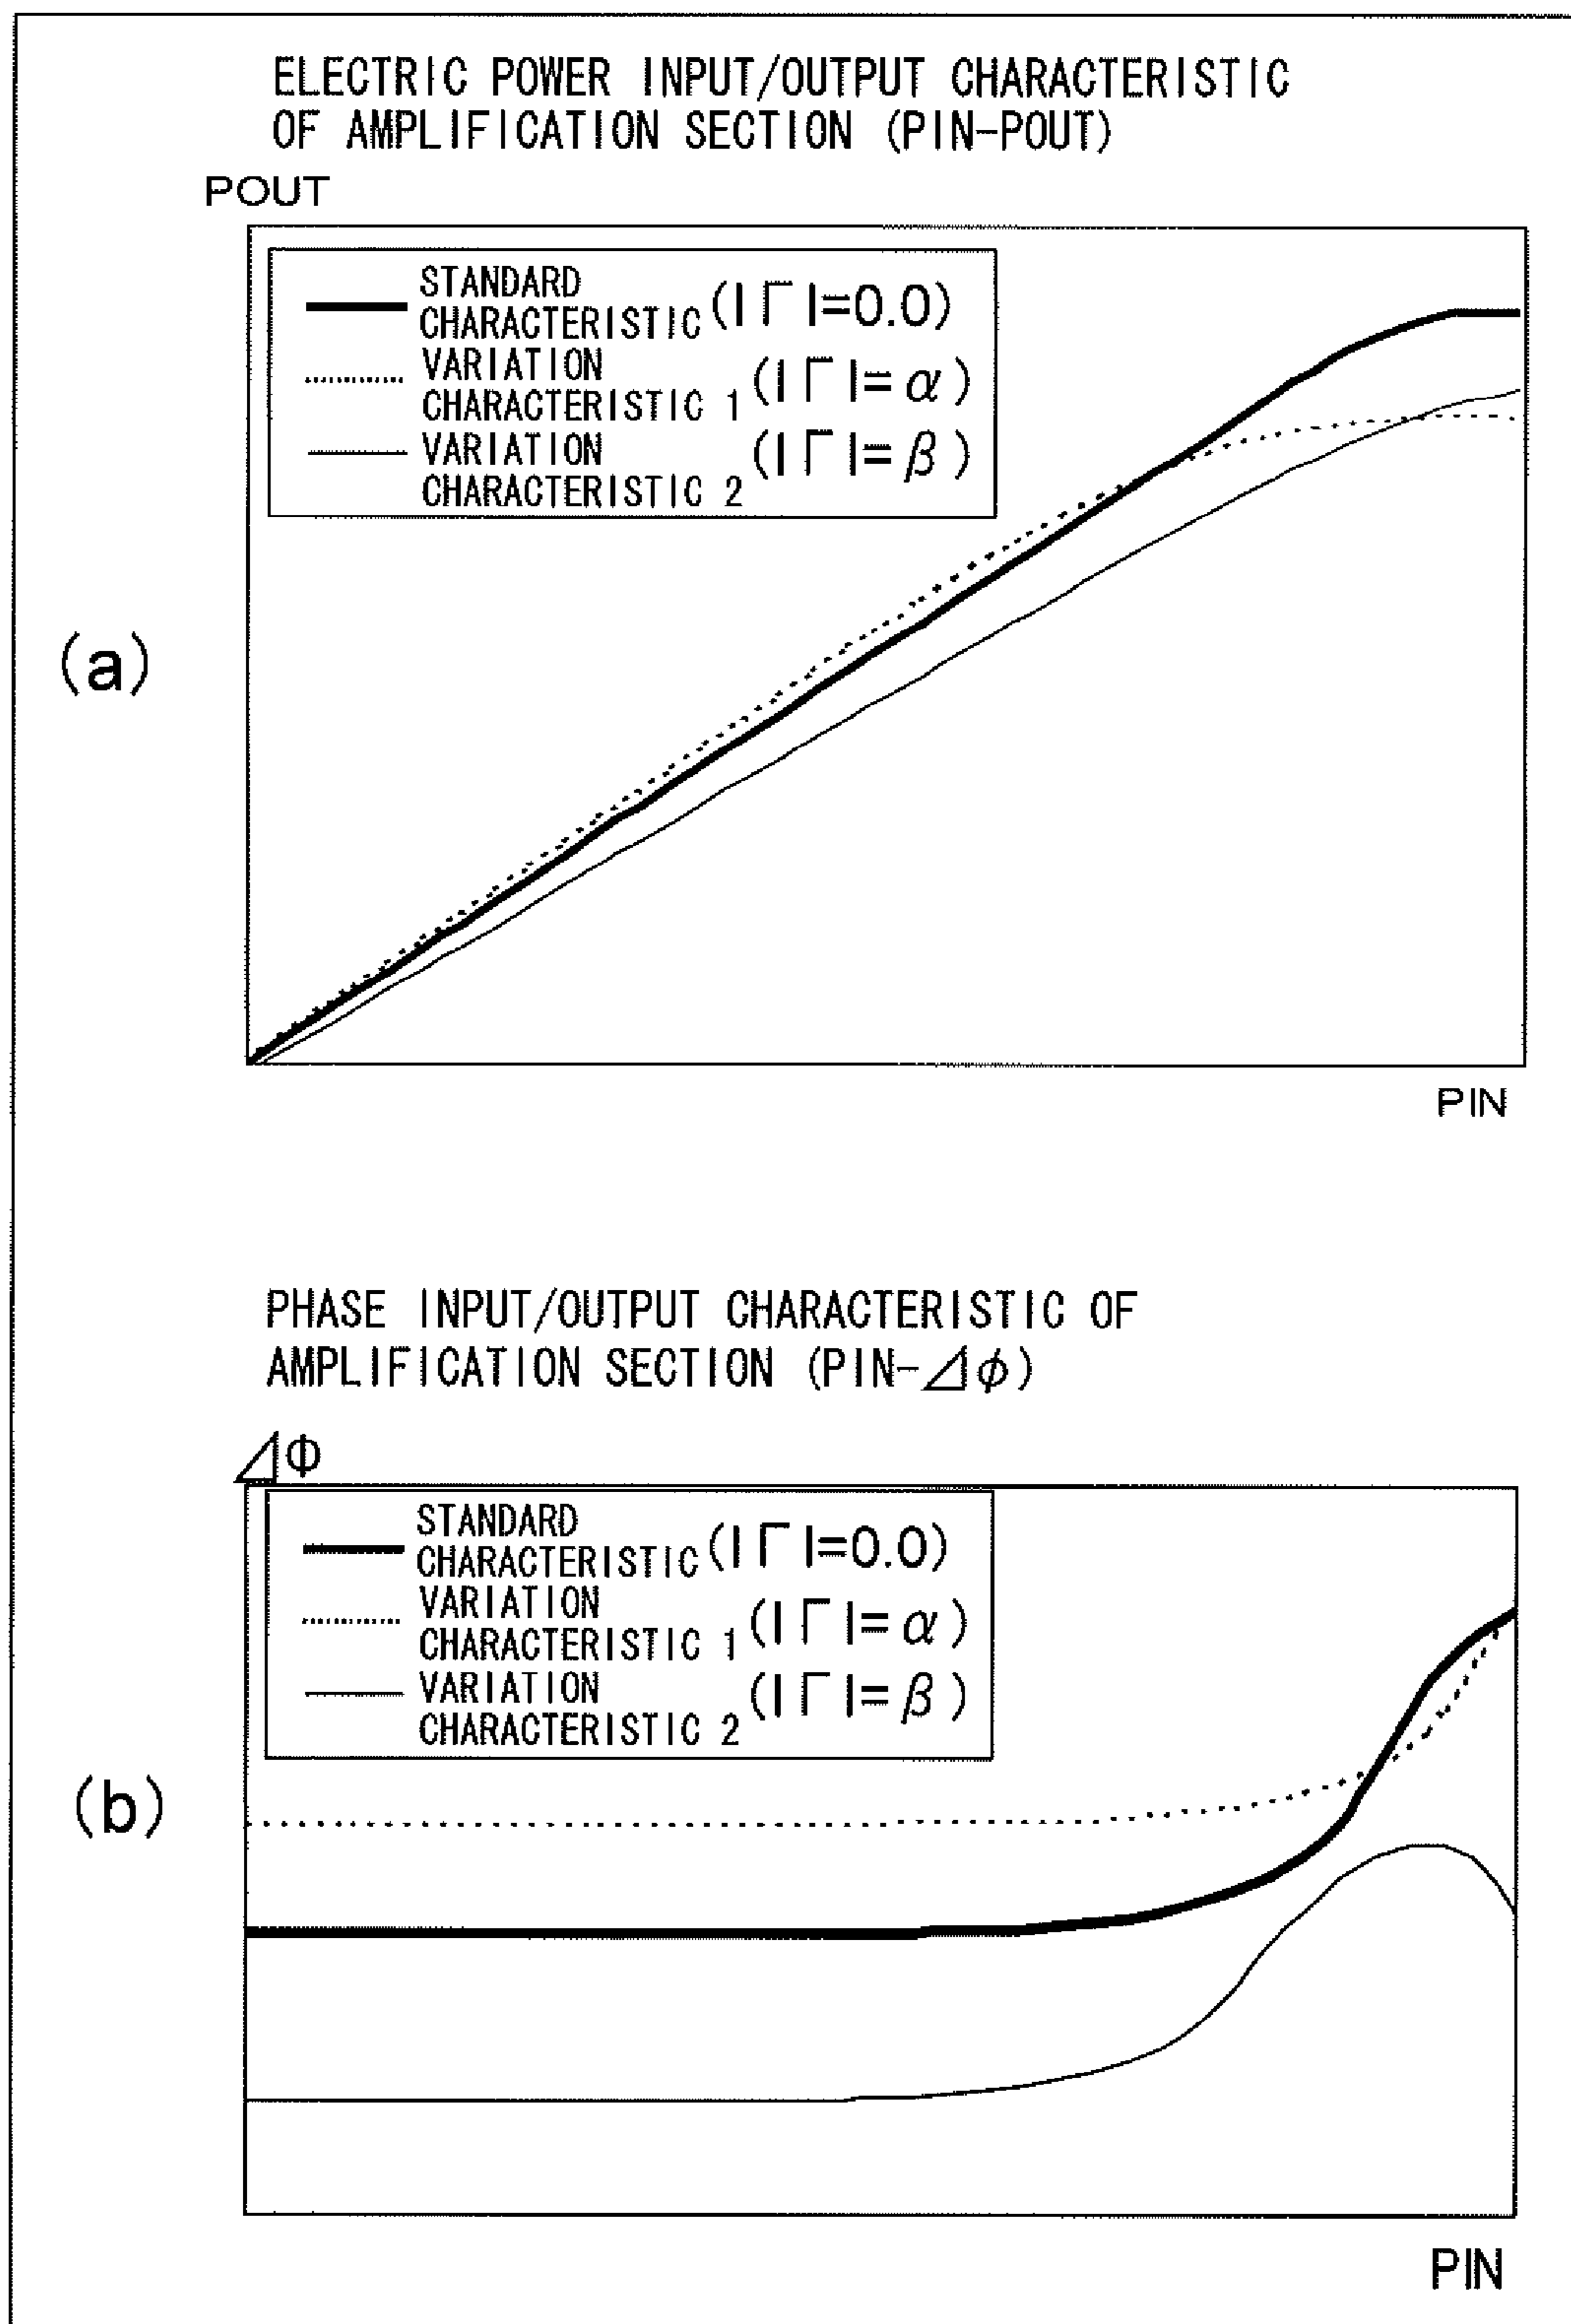 ELECTRIC POWER INPUT/OUTPUT CHARACTERISTIC
OF AMPLIFICATION SECTION (PIN-POUT)
POUT
STANDARD
CHARACTERISTIC (|Γ|=0.0)
VARIATION
CHARACTERISTIC 1 (|Γ|=α)
VARIATION
CHARACTERISTIC 2 (|Γ|=β)
(a)
PIN
PHASE INPUT/OUTPUT CHARACTERISTIC OF
AMPLIFICATION SECTION (PIN-⊿φ)
⊿Φ
STANDARD
CHARACTERISTIC (|Γ|=0.0)
VARIATION
CHARACTERISTIC 1 (|Γ|=α)
VARIATION
CHARACTERISTIC 2 (|Γ|=β)
(b)
PIN